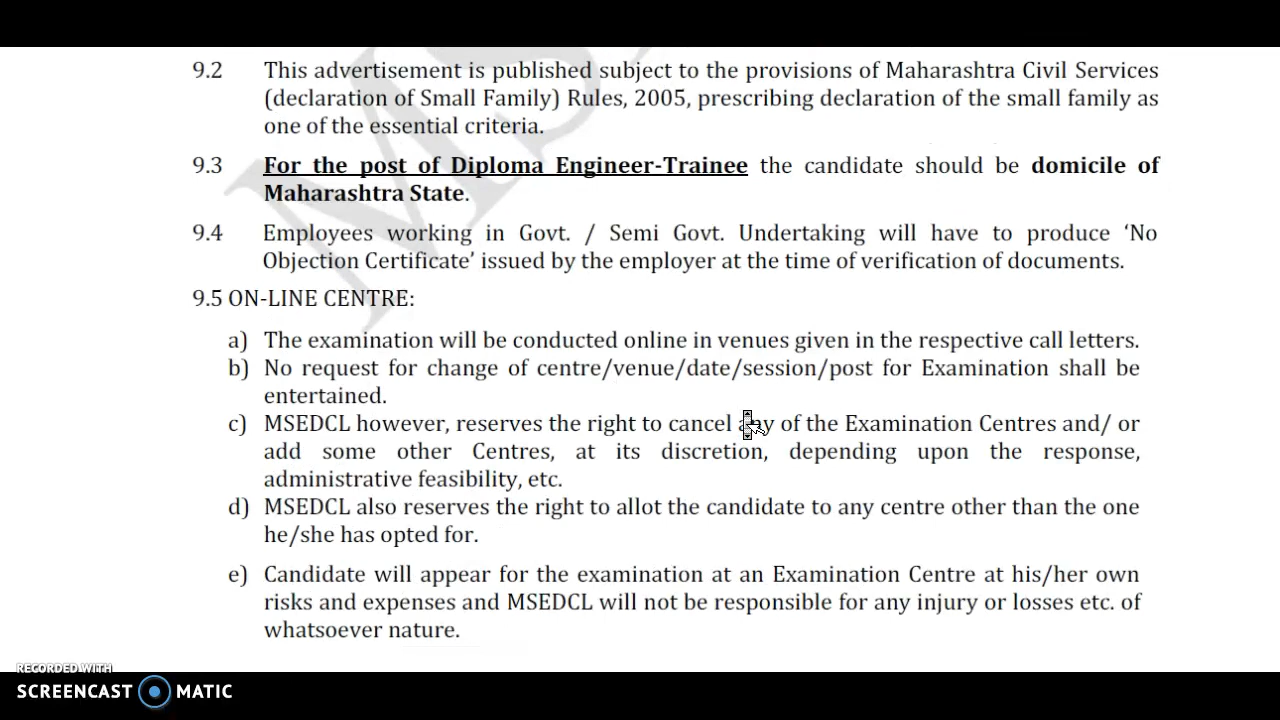 9.2 This advertisement is published subject to the provisions of Maharashtra Civil Services
(declaration of Small Family) Rules, 2005, prescribing declaration of the small family as
one of the essential criteria.
9.3 For the post of Diploma Engineer-Trainee the candidate should be domicile of
Maharashtra State.
9.4 Employees working in Govt. / Semi Govt. Undertaking will have to produce ‘No
Objection Certificate’ issued by the employer at the time of verification of documents.
9.5 ON-LINE CENTRE:
a) The examination will be conducted online in venues given in the respective call letters.
b) No request for change of centre/venue/date/session/post for Examination shall be
entertained.
c) MSEDCL however, reserves the right to cancel any of the Examination Centres and/ or
add some other Centres, at its discretion, depending upon the response,
administrative feasibility, etc.
d) MSEDCL also reserves the right to allot the candidate to any centre other than the one
he/she has opted for.
e) Candidate will appear for the examination at an Examination Centre at his/her own
risks and expenses and MSEDCL will not be responsible for any injury or losses etc. of
whatsoever nature.
RECORDED WITH
SCREENCAST MATIC